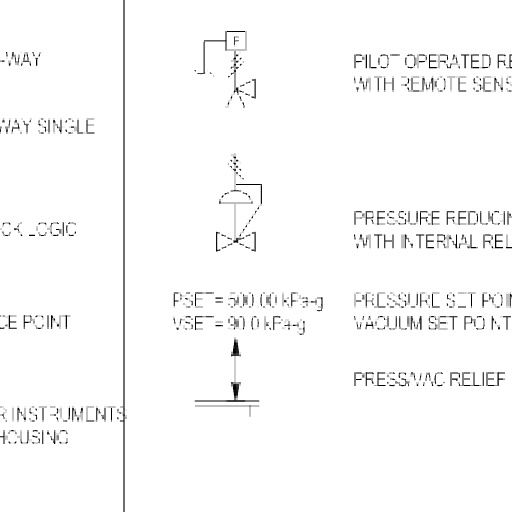 -WAY
WAY SINGLE
CK LOGIC
CE POINT
R INSTRUMENTS
HOUSING
F
PSET= 500.00 kPa-g
VSET= 90.0 kPa-g
PILOT OPERATED RE
WITH REMOTE SENS
PRESSURE REDUCIN
WITH INTERNAL REL
PRESSURE SET POIN
VACUUM SET POINT
PRESS/VAC RELIEF